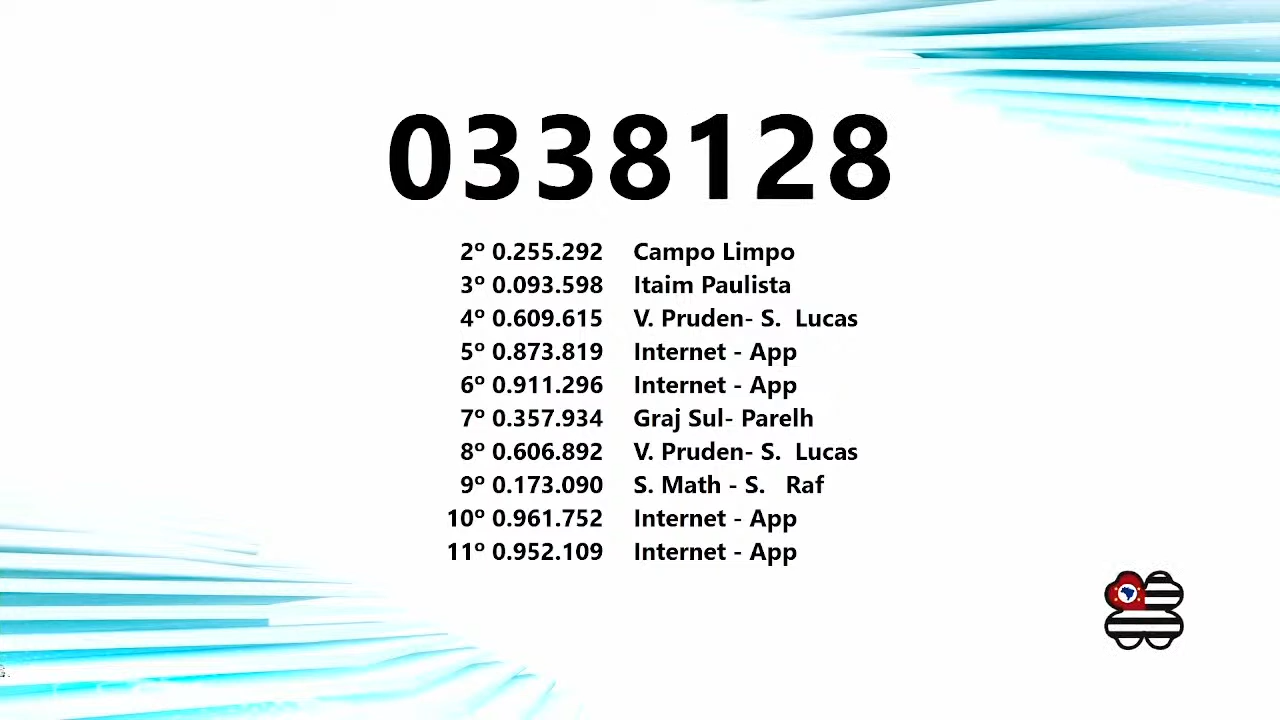 0338128
2º 0.255.292 Campo Limpo
3º 0.093.598 Itaim Paulista
4º 0.609.615 V. Pruden- S. Lucas
5º 0.873.819 Internet - App
6º 0.911.296 Internet - App
7º 0.357.934 Graj Sul- Parelh
8º 0.606.892 V. Pruden- S. Lucas
9º 0.173.090 S. Math - S. Raf
10º 0.961.752 Internet - App
11º 0.952.109 Internet - App